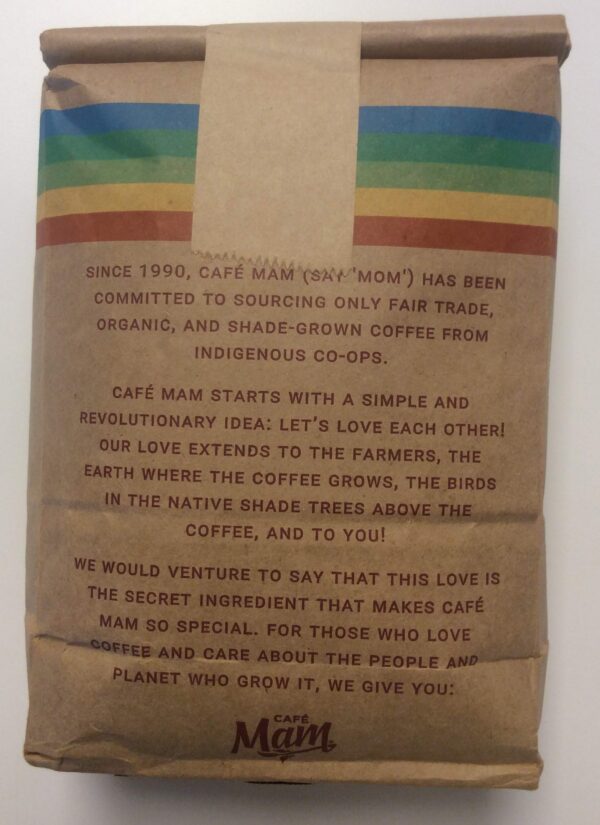 SINCE 1990, CAFÉ MAM (SAY 'MOM') HAS BEEN
COMMITTED TO SOURCING ONLY FAIR TRADE,
ORGANIC, AND SHADE-GROWN COFFEE FROM
INDIGENOUS CO-OPS.
CAFÉ MAM STARTS WITH A SIMPLE AND
REVOLUTIONARY IDEA: LET'S LOVE EACH OTHER!
OUR LOVE EXTENDS TO THE FARMERS, THE
EARTH WHERE THE COFFEE GROWS, THE BIRDS
IN THE NATIVE SHADE TREES ABOVE THE
COFFEE, AND TO YOU!
WE WOULD VENTURE TO SAY THAT THIS LOVE IS
THE SECRET INGREDIENT THAT MAKES CAFÉ
MAM SO SPECIAL. FOR THOSE WHO LOVE
COFFEE AND CARE ABOUT THE PEOPLE AND
PLANET WHO GROW IT, WE GIVE YOU:
CAFÉ
Mam